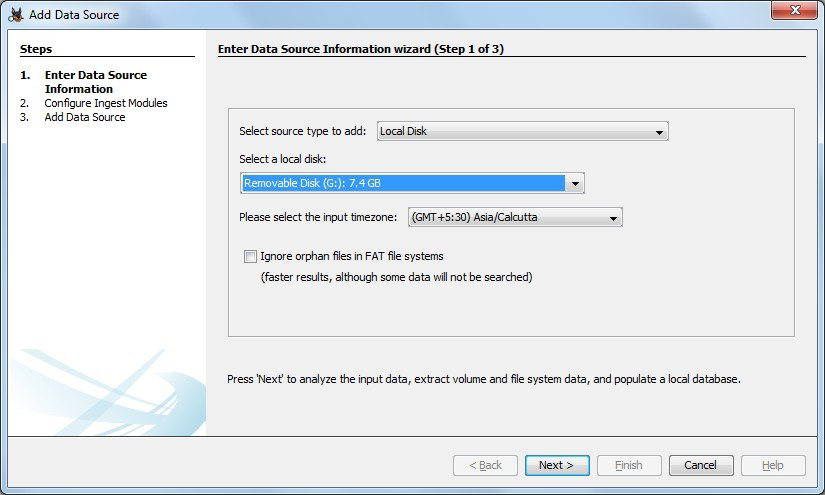 Add Data Source
Steps
1. Enter Data Source
Information
2. Configure Ingest Modules
3. Add Data Source
Enter Data Source Information wizard (Step 1 of 3)
Select source type to add: Local Disk
Select a local disk:
Removable Disk (G:): 7.4 GB
Please select the input timezone: (GMT+5:30) Asia/Calcutta
Ignore orphan files in FAT file systems
(faster results, although some data will not be searched)
Press 'Next' to analyze the input data, extract volume and file system data, and populate a local database.
< Back Next > Finish Cancel Help